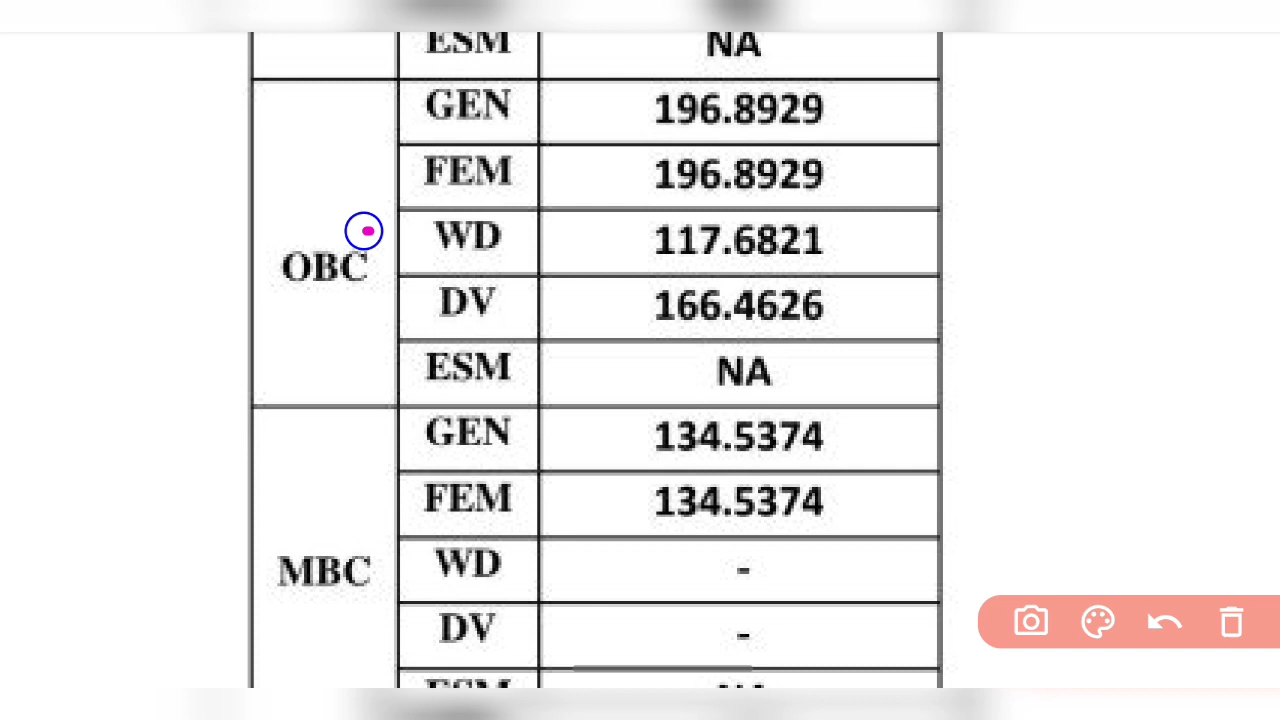 ESM NA
GEN 196.8929
FEM 196.8929
WD 117.6821
OBC
DV 166.4626
ESM NA
GEN 134.5374
FEM 134.5374
MBC
WD -
DV -